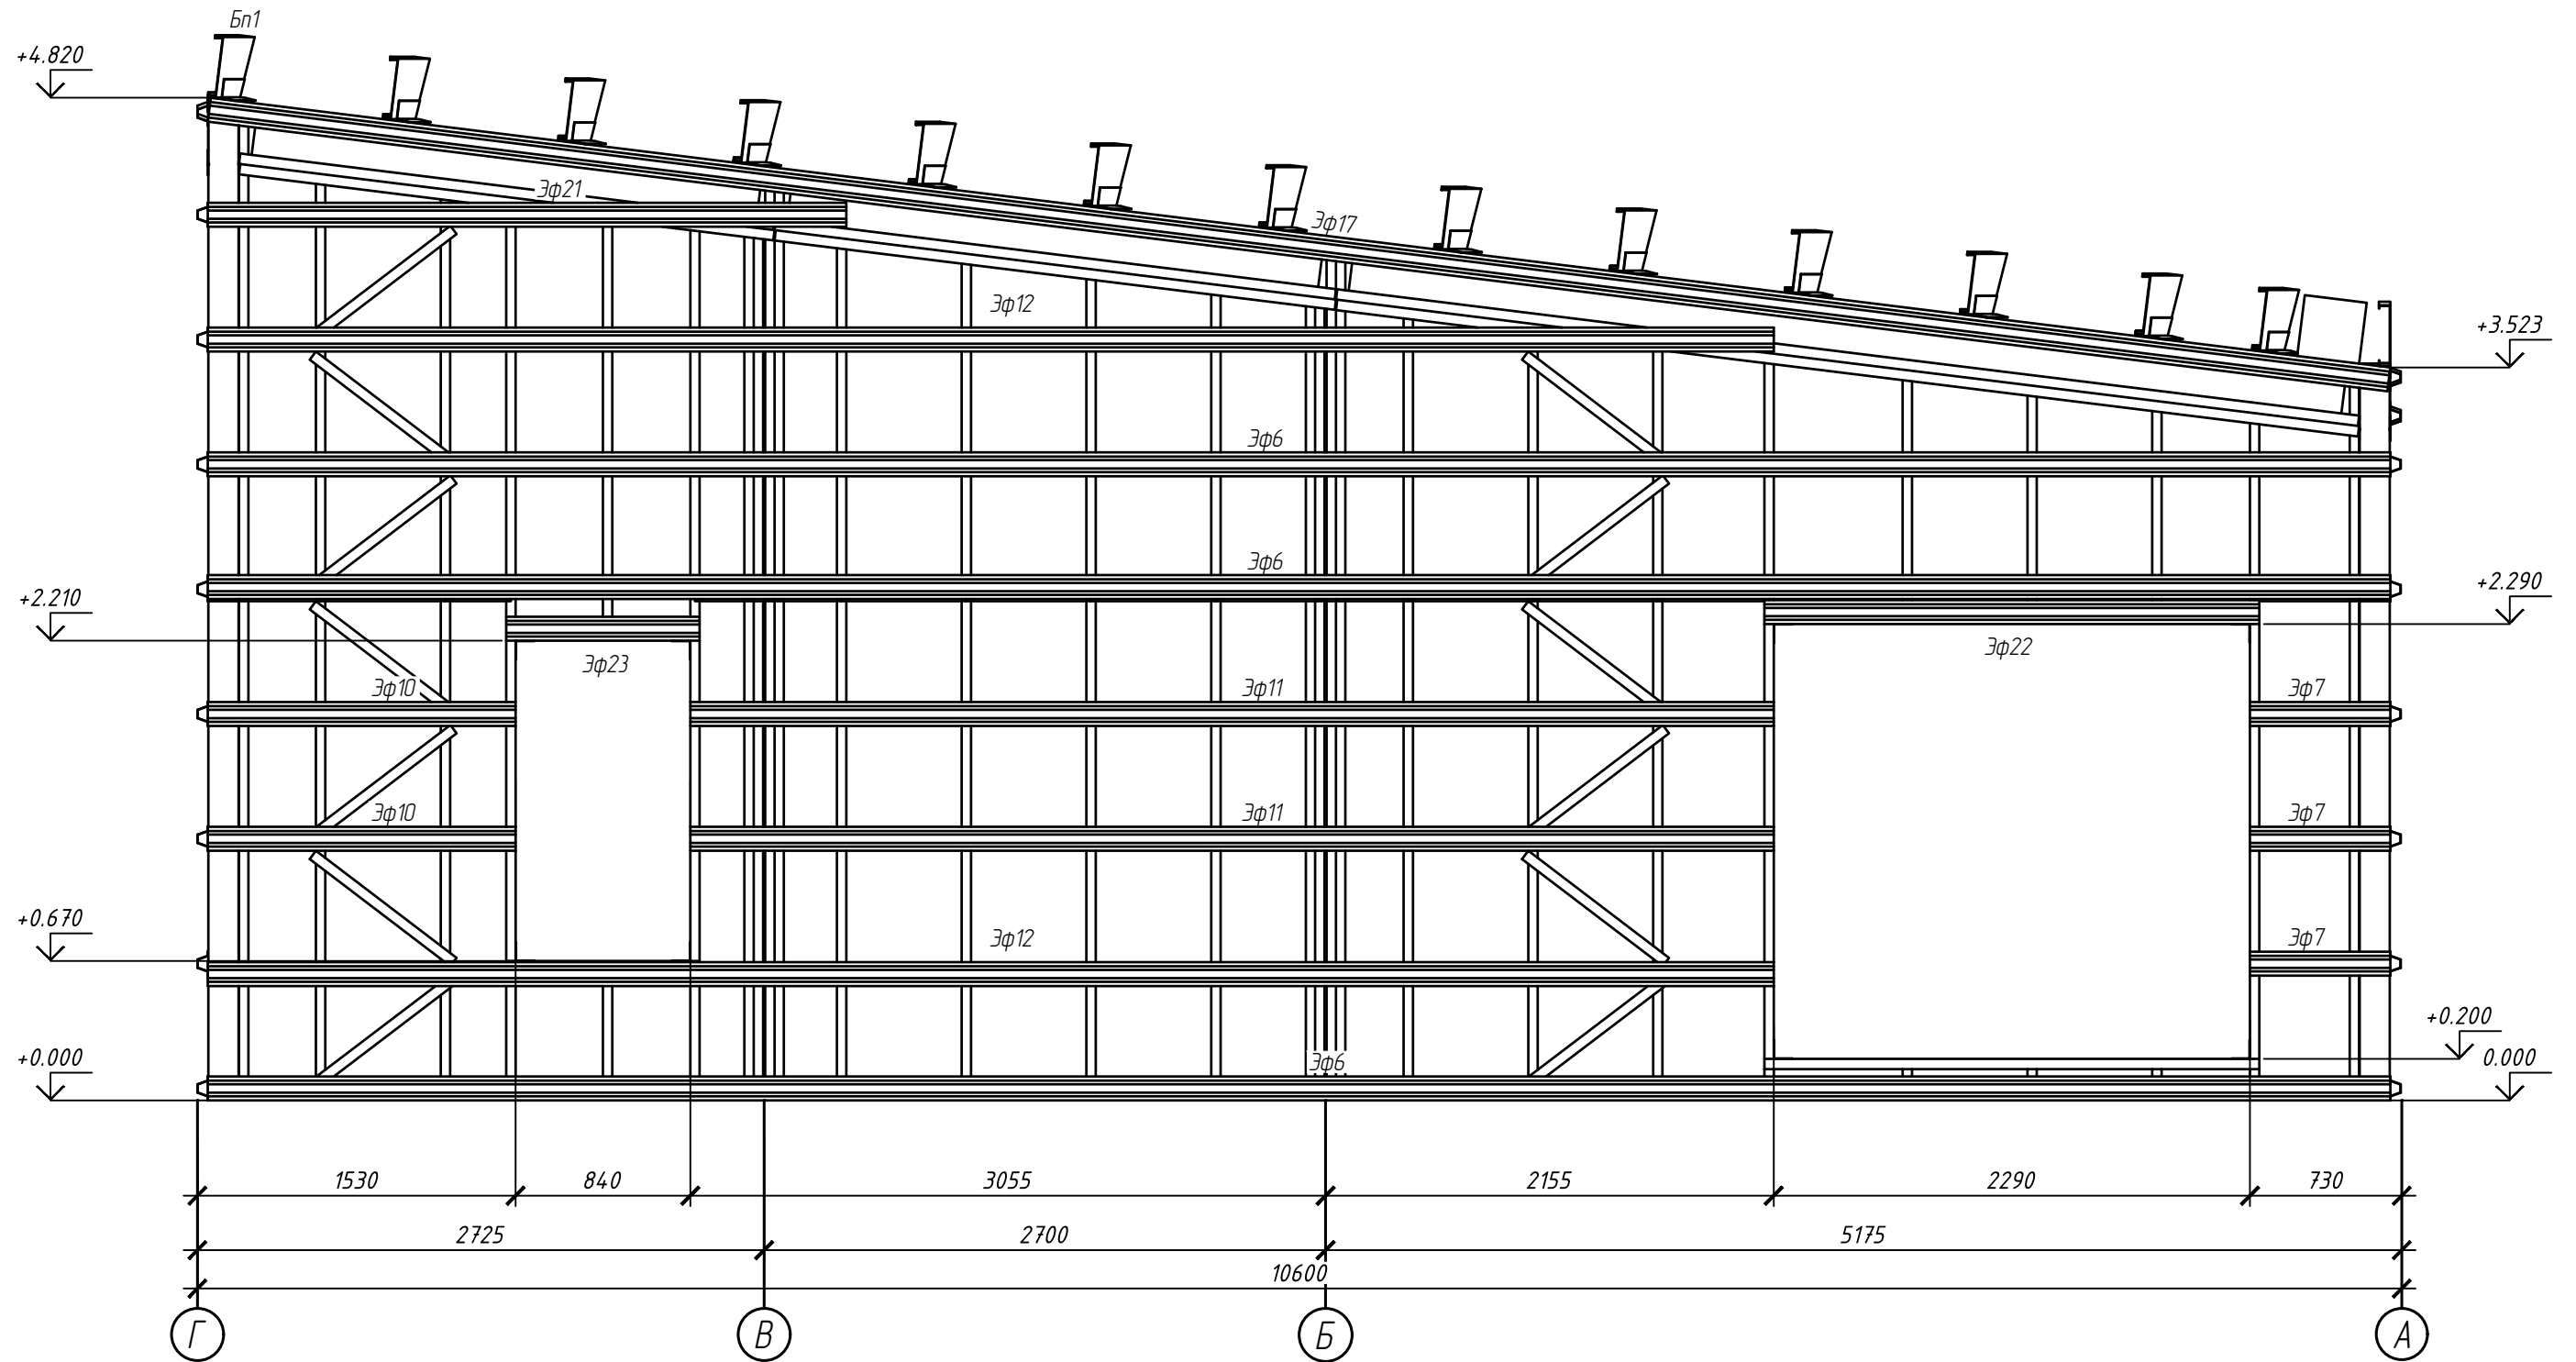 Бп1
+4.820
Эф21
Эф17
Эф12
+3.523
Эф6
Эф6
+2.210
+2.290
Эф23
Эф22
Эф10
Эф11
Эф7
Эф10
Эф11
Эф7
+0.670
Эф12
Эф7
+0.200
+0.000
Эф6
0.000
1530 840 3055 2155 2290 730
2725 2700 5175
10600
Г В Б А